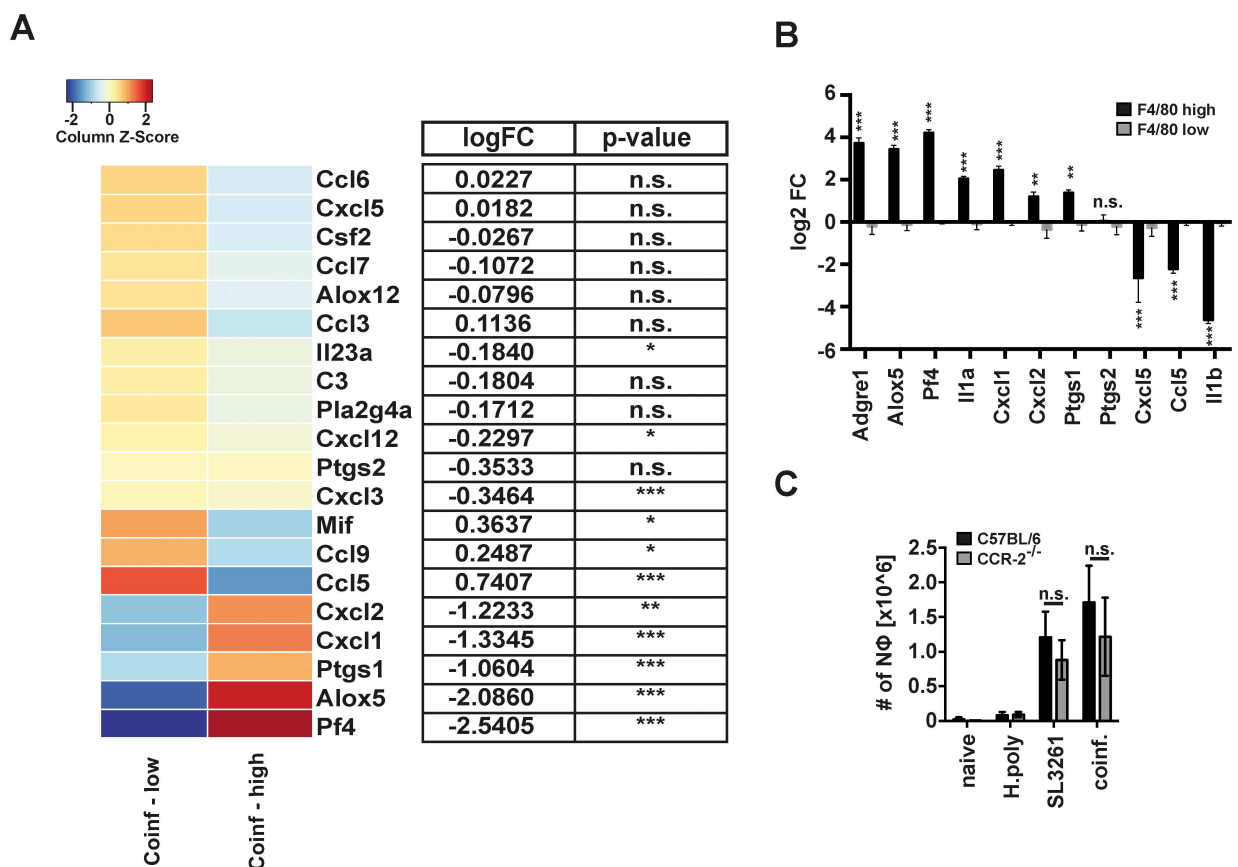 A
-2 0 2
Column Z-Score
logFC p-value
Ccl6 0.0227 n.s.
Cxcl5 0.0182 n.s.
Csf2 -0.0267 n.s.
Ccl7 -0.1072 n.s.
Alox12 -0.0796 n.s.
Ccl3 0.1136 n.s.
Il23a -0.1840 *
C3 -0.1804 n.s.
Pla2g4a -0.1712 n.s.
Cxcl12 -0.2297 *
Ptgs2 -0.3533 n.s.
Cxcl3 -0.3464 ***
Mif 0.3637 *
Ccl9 0.2487 *
Ccl5 0.7407 ***
Cxcl2 -1.2233 **
Cxcl1 -1.3345 ***
Ptgs1 -1.0604 ***
Alox5 -2.0860 ***
Pf4 -2.5405 ***
Coinf - low
Coinf - high
B
log2 FC
6
4
2
0
-2
-4
-6
F4/80 high
F4/80 low
*** *** *** *** *** ** ** n.s. *** *** ***
Adgre1
Alox5
Pf4
Il1a
Cxcl1
Cxcl2
Ptgs1
Ptgs2
Cxcl5
Ccl5
Il1b
C
# of NΦ [x10^6]
2.5
2.0
1.5
1.0
0.5
0
C57BL/6
CCR-2-/-
n.s.
n.s.
naive
H.poly
SL3261
coinf.